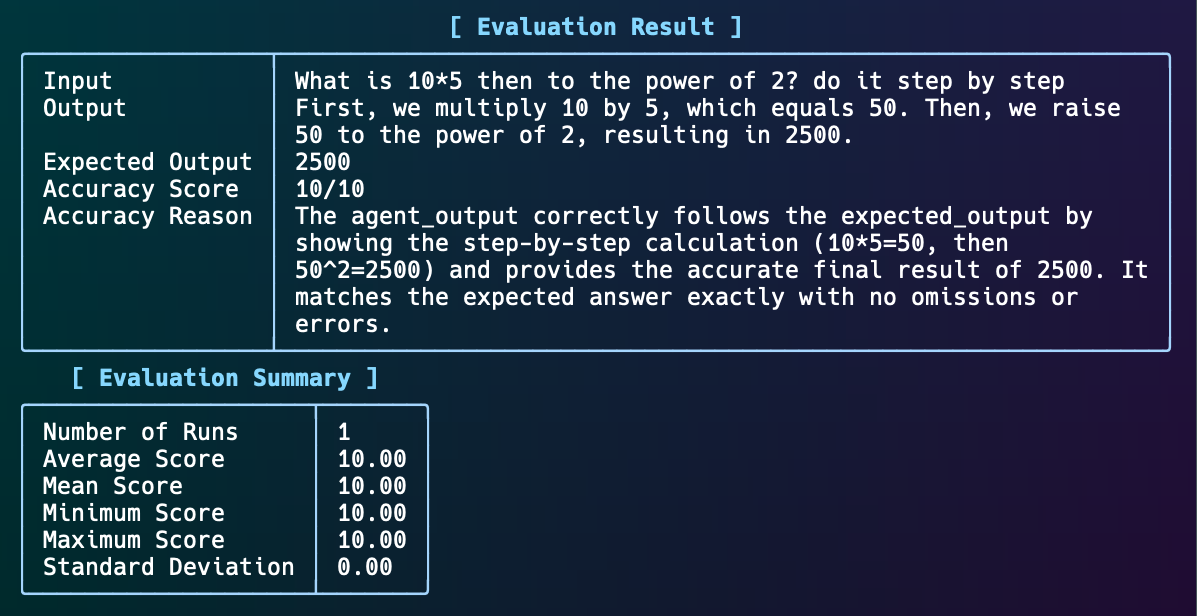 [ Evaluation Result ]
Input What is 10*5 then to the power of 2? do it step by step
Output First, we multiply 10 by 5, which equals 50. Then, we raise
50 to the power of 2, resulting in 2500.
Expected Output 2500
Accuracy Score 10/10
Accuracy Reason The agent_output correctly follows the expected_output by
showing the step-by-step calculation (10*5=50, then
50^2=2500) and provides the accurate final result of 2500. It
matches the expected answer exactly with no omissions or
errors.
[ Evaluation Summary ]
Number of Runs 1
Average Score 10.00
Mean Score 10.00
Minimum Score 10.00
Maximum Score 10.00
Standard Deviation 0.00